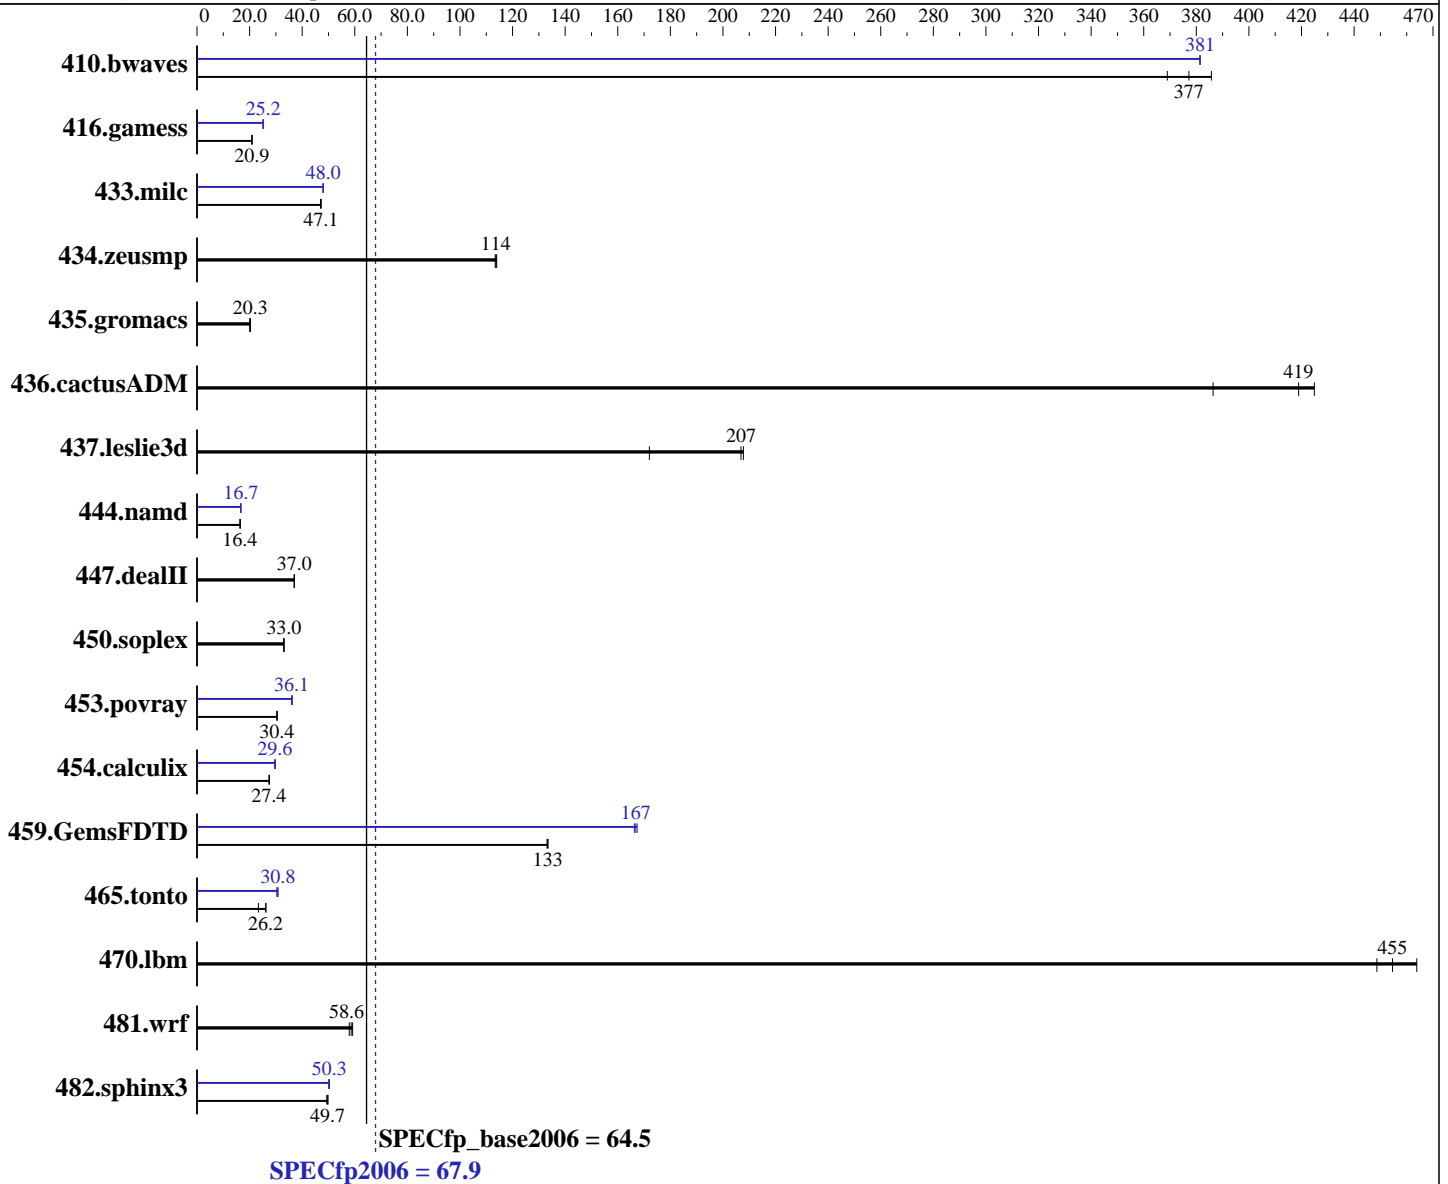 0 20.0 40.0 60.0 80.0 100 120 140 160 180 200 220 240 260 280 300 320 340 360 380 400 420 440 470
381
410.bwaves
377
25.2
416.gamess
20.9
48.0
433.milc
47.1
114
434.zeusmp
20.3
435.gromacs
419
436.cactusADM
207
437.leslie3d
16.7
444.namd
16.4
37.0
447.dealII
33.0
450.soplex
36.1
453.povray
30.4
29.6
454.calculix
27.4
167
459.GemsFDTD
133
30.8
465.tonto
26.2
455
470.lbm
58.6
481.wrf
50.3
482.sphinx3
49.7
SPECfp_base2006 = 64.5
SPECfp2006 = 67.9